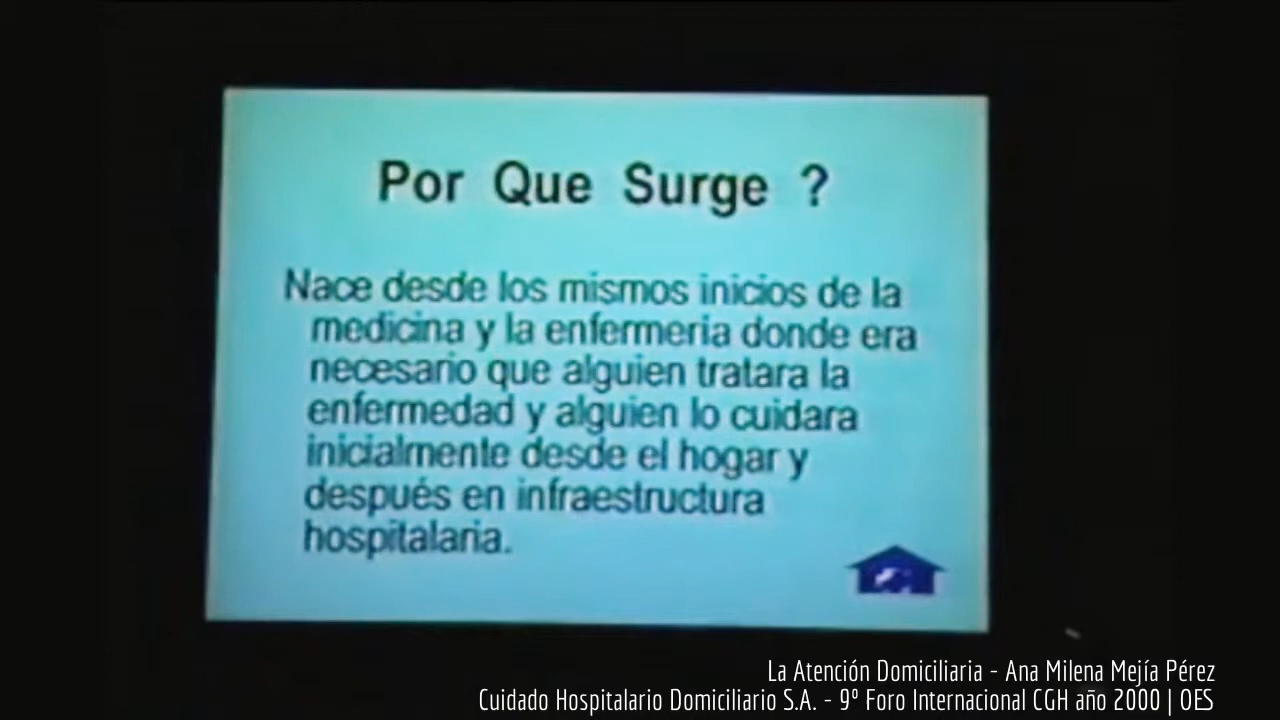 Por Que Surge ?
Nace desde los mismos inicios de la
medicina y la enfermeria donde era
necesario que alguien tratara la
enfermedad y alguien lo cuidara
inicialmente desde el hogar y
después en infraestructura
hospitalaria.
La Atención Domiciliaria - Ana Milena Mejía Pérez
Cuidado Hospitalario Domiciliario S.A. - 9º Foro Internacional CGH año 2000 | OES